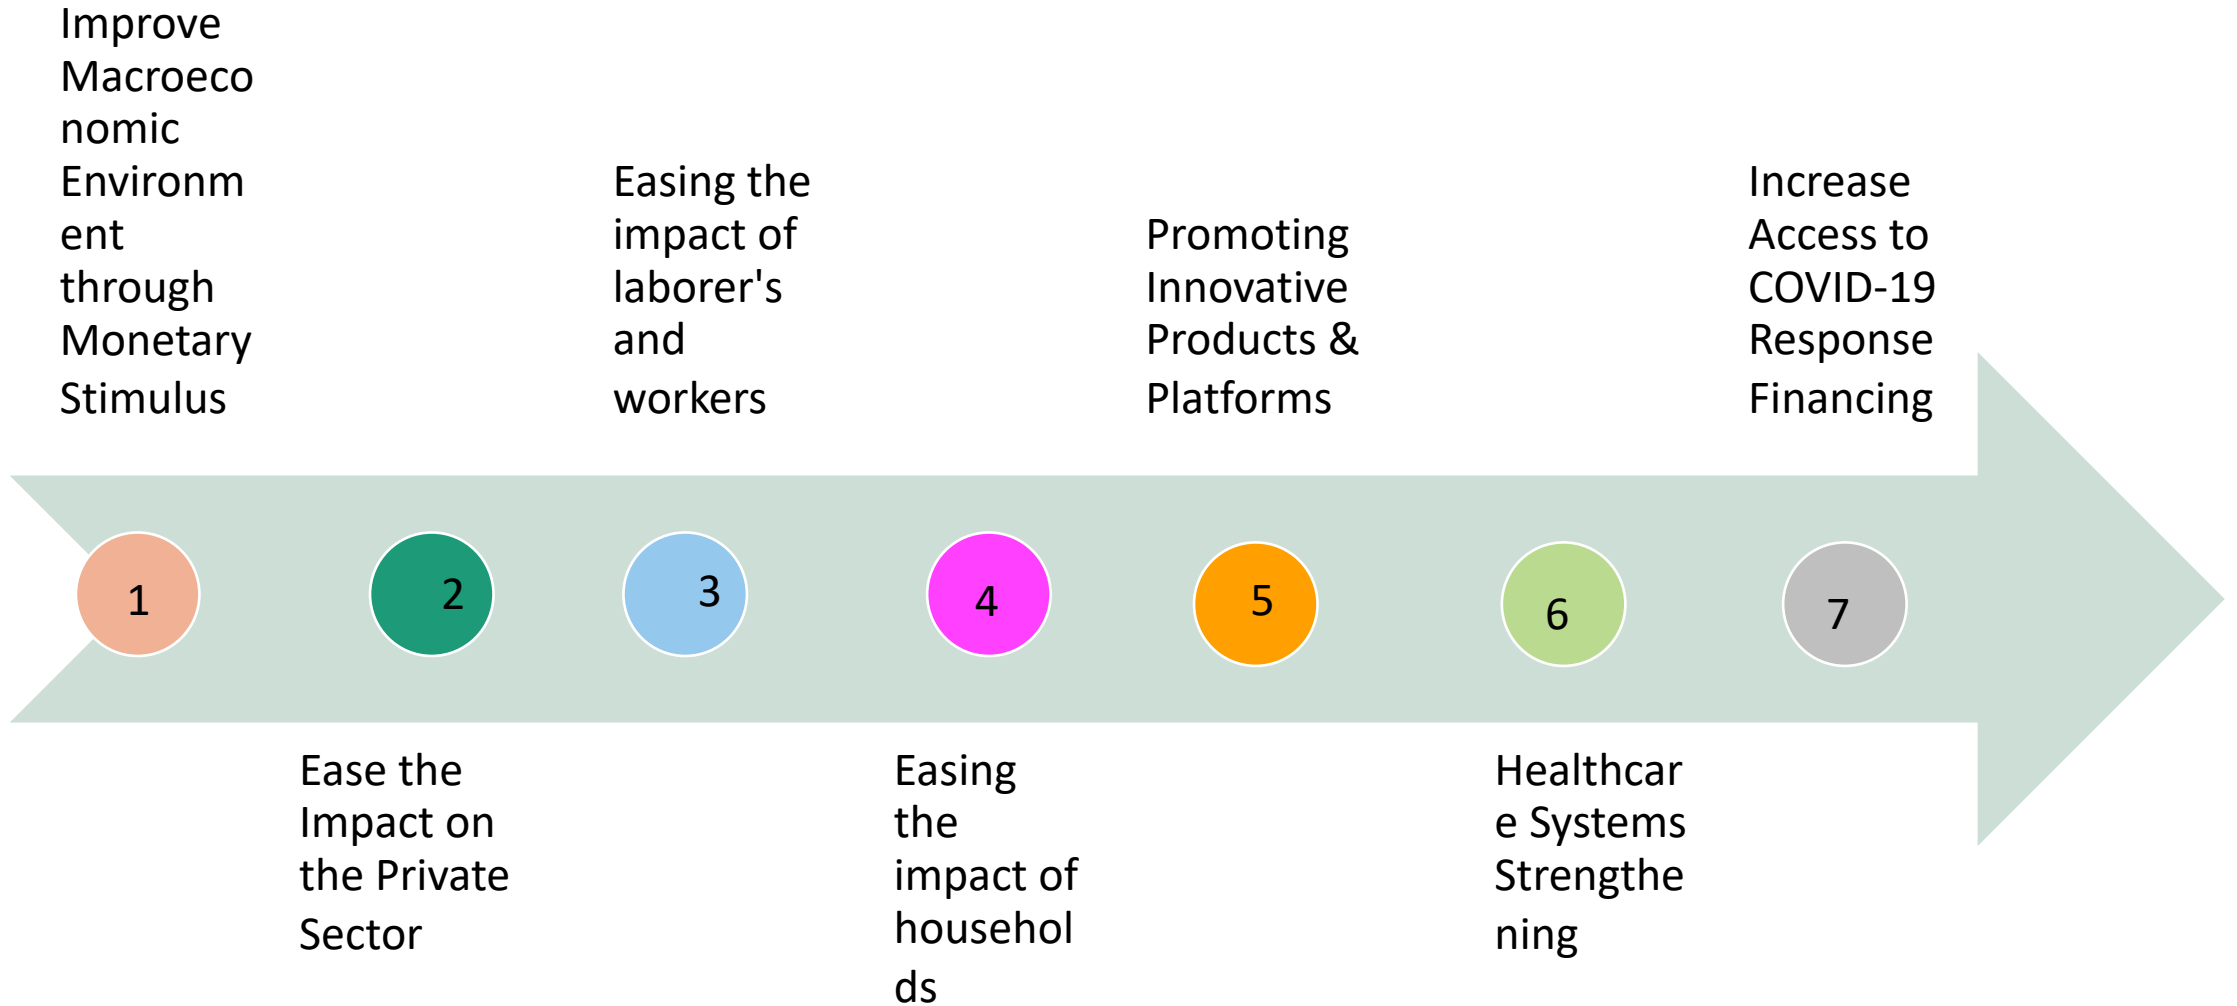 Improve
Macroeco
nomic
Environm
ent
through
Monetary
Stimulus
Easing the
impact of
laborer's
and
workers
Promoting
Innovative
Products &
Platforms
Increase
Access to
COVID-19
Response
Financing
1
2
3
4
5
6
7
Ease the
Impact on
the Private
Sector
Easing
the
impact of
househol
ds
Healthcar
e Systems
Strengthe
ning